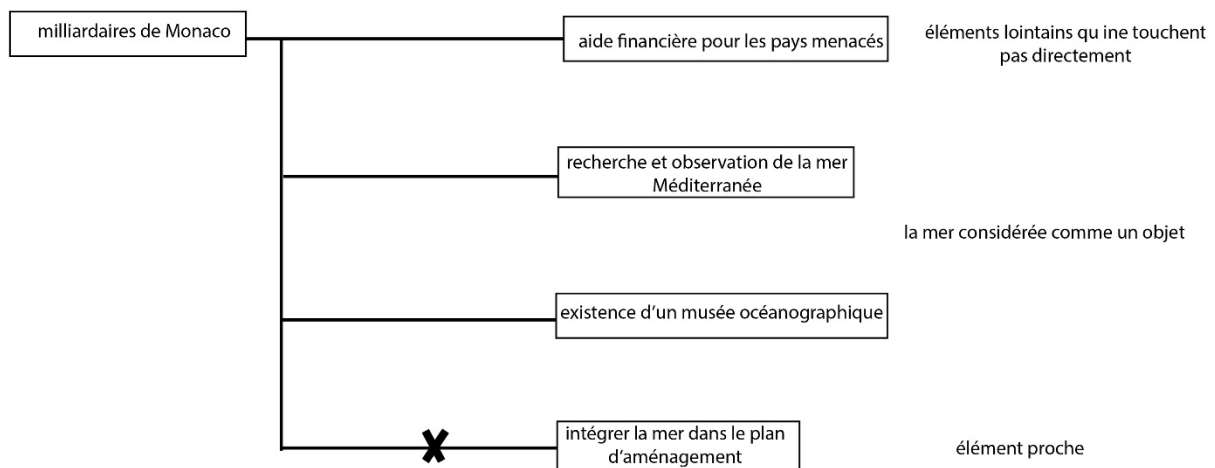 milliardaires de Monaco
aide financière pour les pays menacés
éléments lointains qu ine touchent
pas directement
recherche et observation de la mer
Méditerranée
la mer considérée comme un objet
existence d'un musée océanographique
intégrer la mer dans le plan
d'aménagement
élément proche